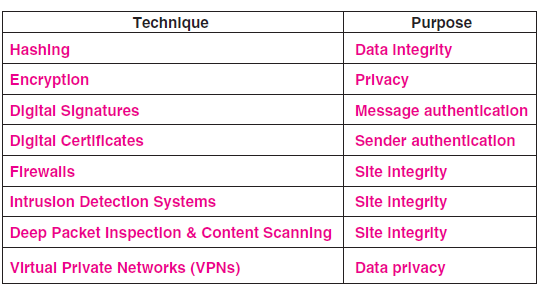 Technique Purpose
Hashing Data integrity
Encryption Privacy
Digital Signatures Message authentication
Digital Certificates Sender authentication
Firewalls Site integrity
Intrusion Detection Systems Site integrity
Deep Packet Inspection & Content Scanning Site integrity
Virtual Private Networks (VPNs) Data privacy